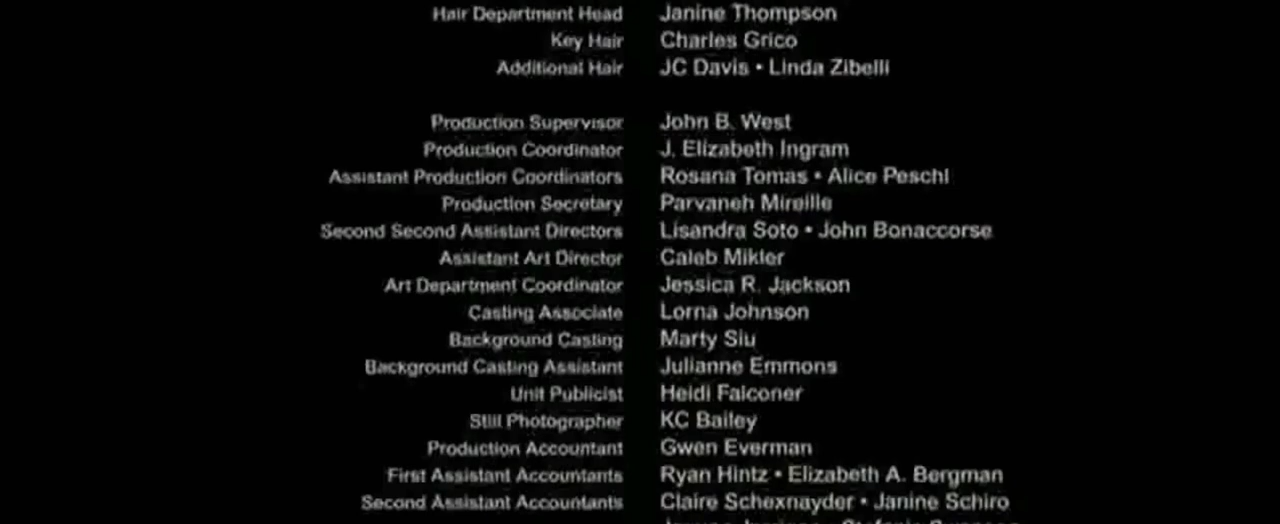 Hair Department Head Janine Thompson
Key Hair Charles Grico
Additional Hair JC Davis • Linda Zibelli
Production Supervisor John B. West
Production Coordinator J. Elizabeth Ingram
Assistant Production Coordinators Rosana Tomas • Alice Peschl
Production Secretary Parvaneh Mireille
Second Second Assistant Directors Lisandra Soto • John Bonaccorse
Assistant Art Director Caleb Mikler
Art Department Coordinator Jessica R. Jackson
Casting Associate Lorna Johnson
Background Casting Marty Siu
Background Casting Assistant Julianne Emmons
Unit Publicist Heidi Falconer
Still Photographer KC Bailey
Production Accountant Gwen Everman
First Assistant Accountants Ryan Hintz • Elizabeth A. Bergman
Second Assistant Accountants Claire Schexnayder • Janine Schiro